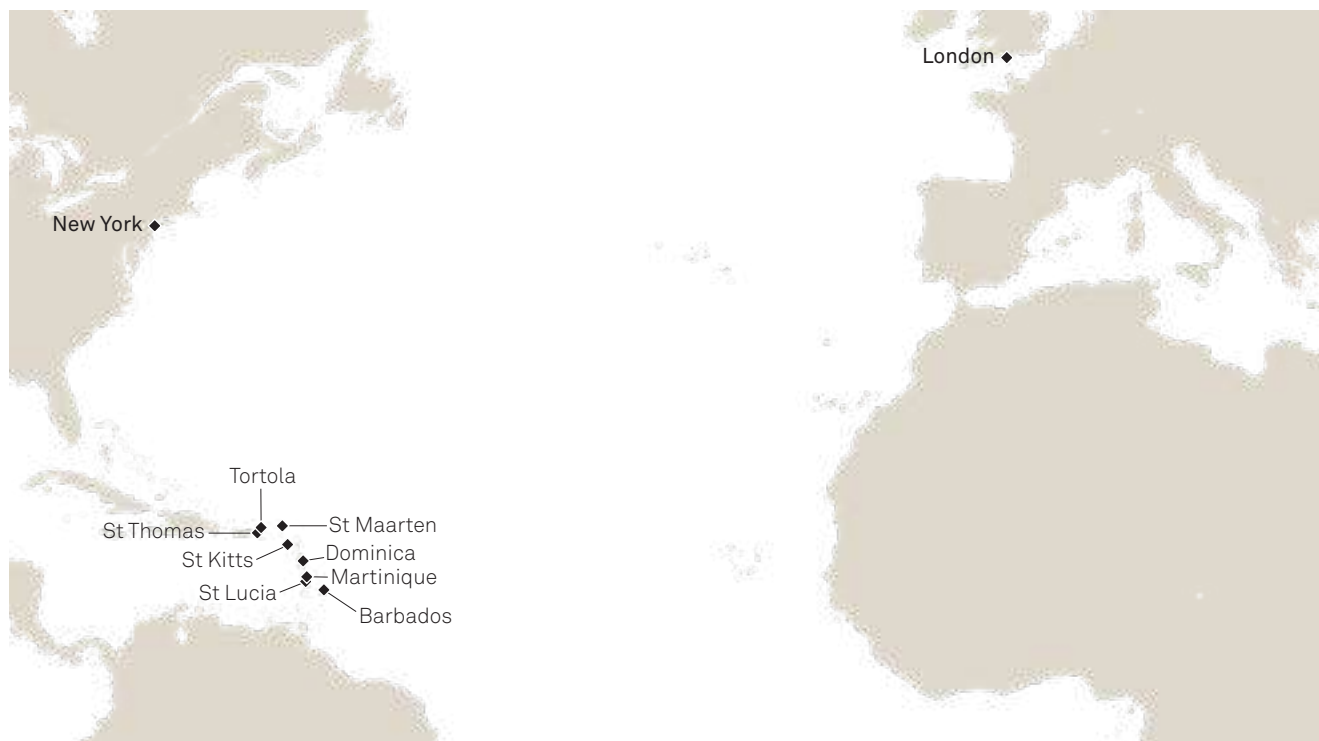 London
New York
Tortola
St Thomas
St Maarten
St Kitts
Dominica
Martinique
St Lucia
Barbados